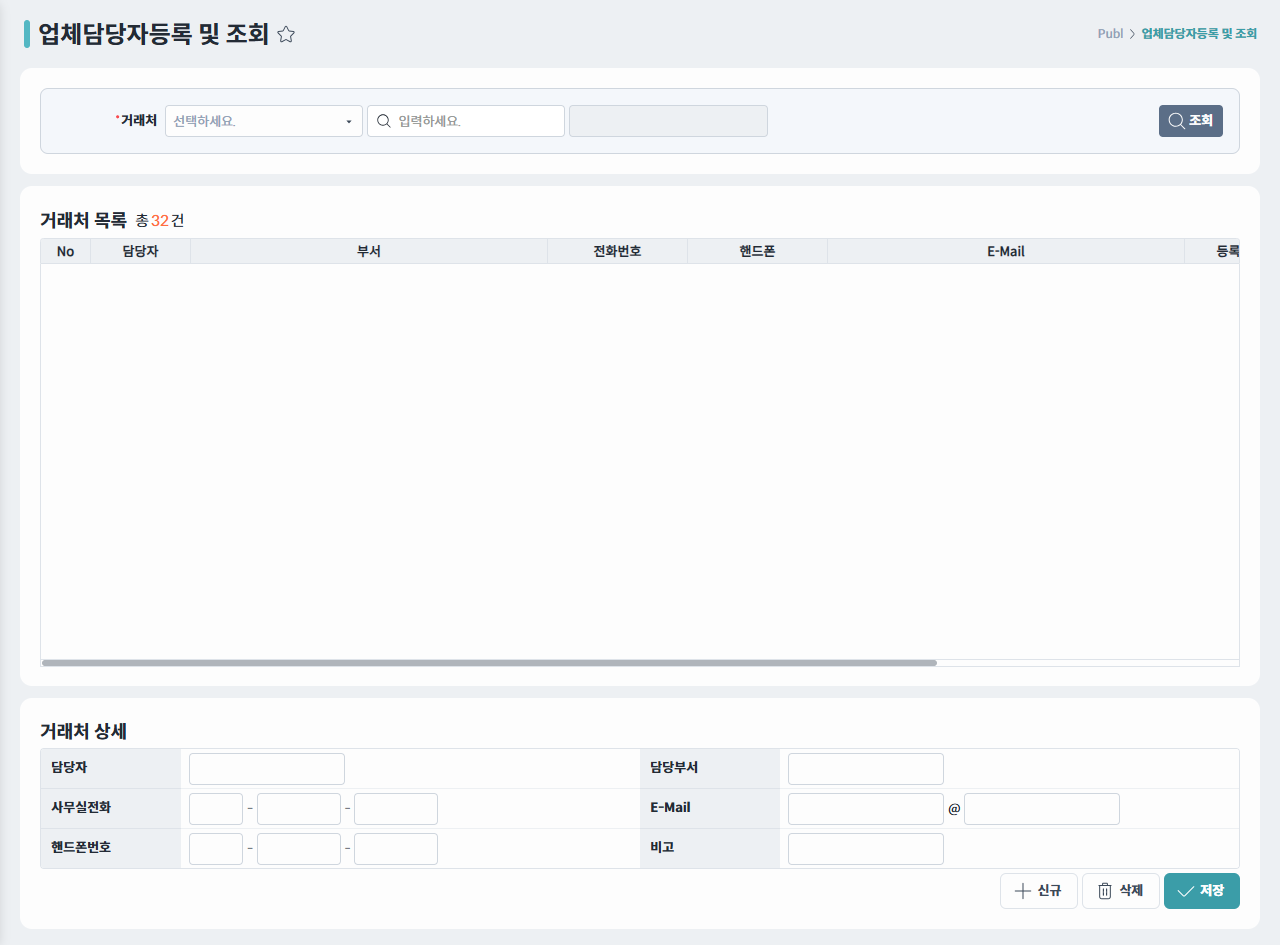 업체담당자등록 및 조회
Publ > 업체담당자등록 및 조회
*거래처 선택하세요. 입력하세요. 조회
거래처 목록 총32건
No 담당자 부서 전화번호 핸드폰 E-Mail 등록
거래처 상세
담당자 담당부서
사무실전화 - - E-Mail @
핸드폰번호 - - 비고
신규 삭제 저장